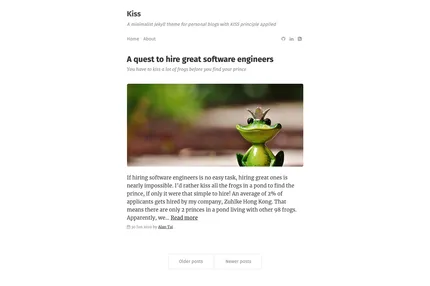 Kiss
A minimalist Jekyll theme for personal blogs with KISS principle applied
Home About
A quest to hire great software engineers
You have to kiss a lot of frogs before you find your prince
If hiring software engineers is no easy task, hiring great ones is
nearly impossible. I'd rather kiss all the frogs in a pond to find the
prince, if only it were that simple to hire! An average of 2% of
applicants gets hired by my company, Zuhlke Hong Kong. That
means there are only 2 princes in a pond living with other 98 frogs.
Apparently, we... Read more
by Alan Tai
Older posts Newer posts